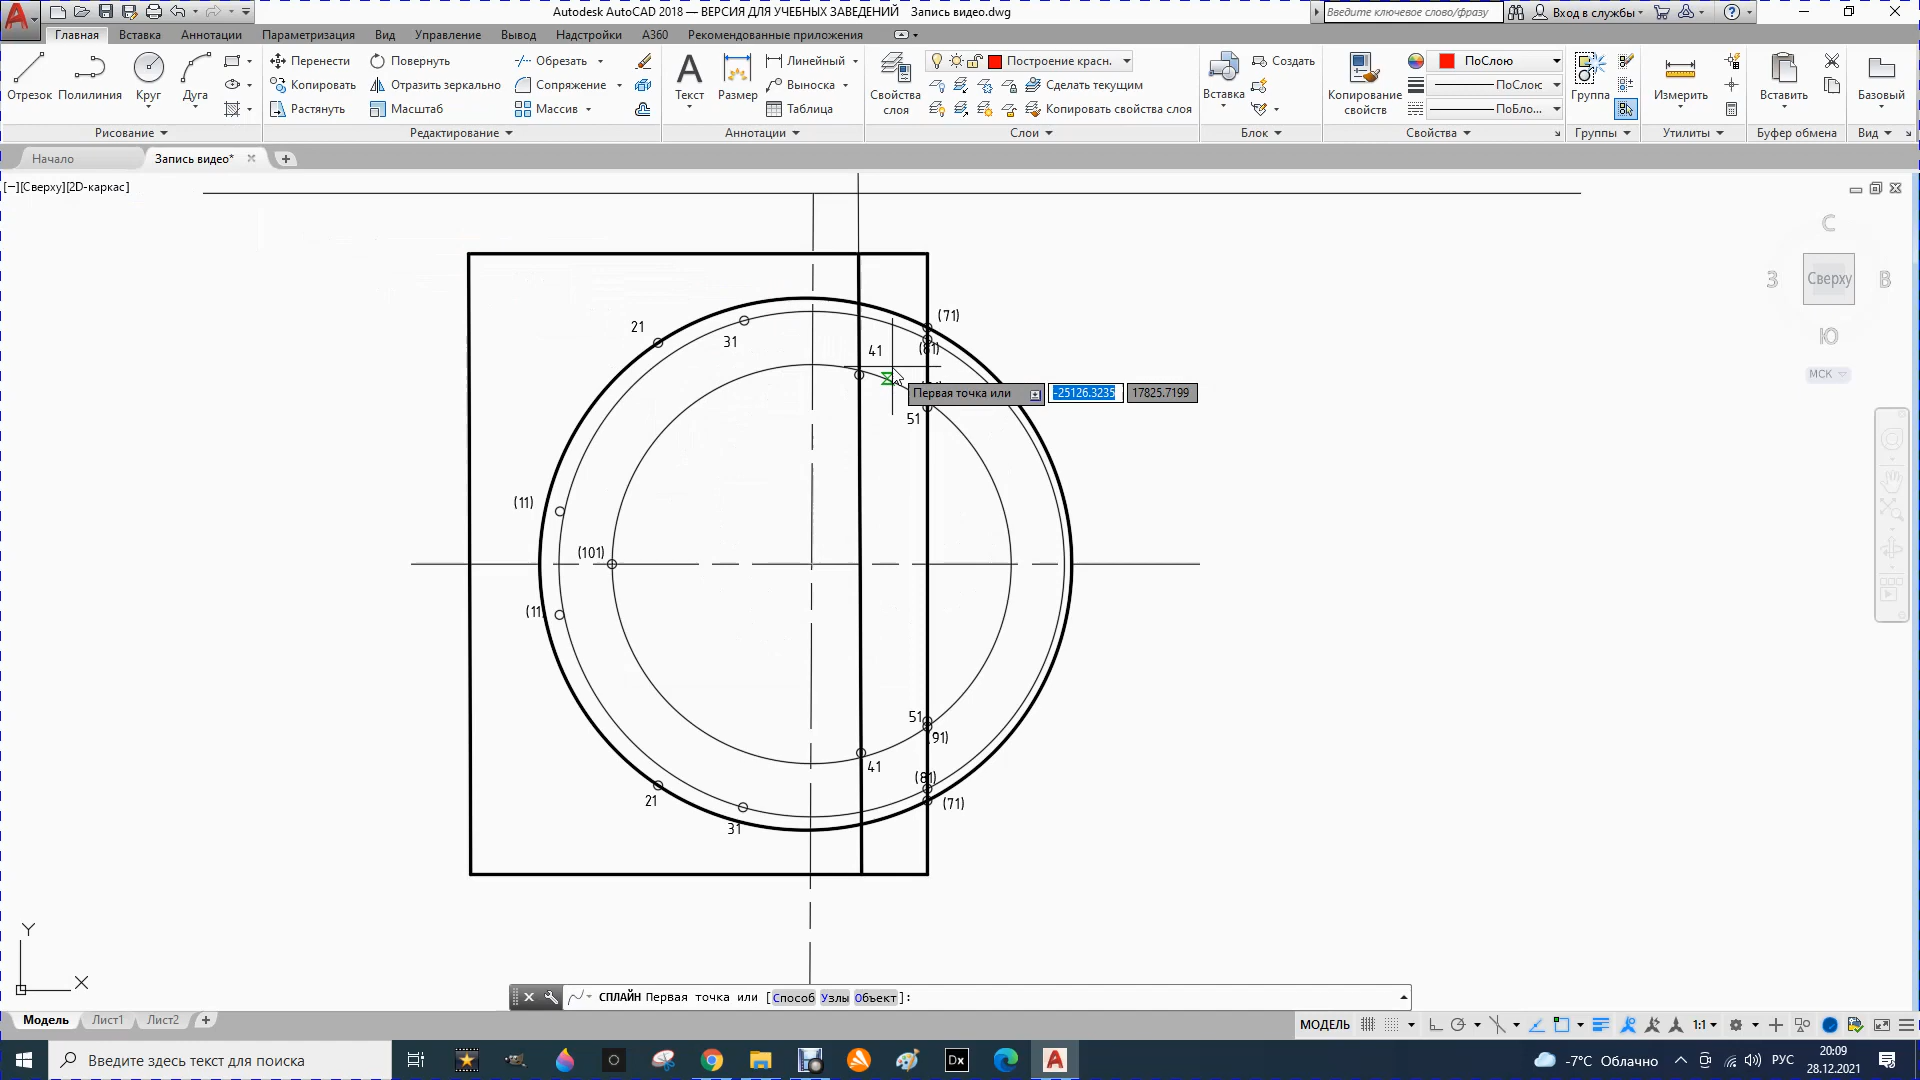 Autodesk AutoCAD 2018 — ВЕРСИЯ ДЛЯ УЧЕБНЫХ ЗАВЕДЕНИЙ Запись видео.dwg
Введите ключевое слово/фразу
Вход в службы
Главная Вставка Аннотации Параметризация Вид Управление Вывод Надстройки A360 Рекомендованные приложения
Отрезок Полилиния Круг Дуга
Рисование
Перенести Повернуть Обрезать
Копировать Отразить зеркально Сопряжение
Растянуть Масштаб Массив
Редактирование
Текст Размер
Линейный
Выноска
Таблица
Аннотации
Свойства слоя
Построение красн.
Сделать текущим
Копировать свойства слоя
Слои
Вставка
Создать
Блок
Копирование свойств
ПоСлою
ПоСлою
ПоБло...
Свойства
Группа
Группы
Измерить
Утилиты
Вставить
Буфер обмена
Базовый
Вид
Начало Запись видео*
[−][Сверху][2D-каркас]
С
З Сверху В
Ю
МСК
(71)
21
31
41
(81)
Первая точка или -25126.3235 17825.7199
51
(11)
(101)
(11
51
91)
41
(81)
21
(71)
31
Y
X
СПЛАЙН Первая точка или [Способ Узлы Объект]:
Модель Лист1 Лист2
МОДЕЛЬ 1:1
Введите здесь текст для поиска
Dx
-7°C Облачно
РУС
20:09
28.12.2021